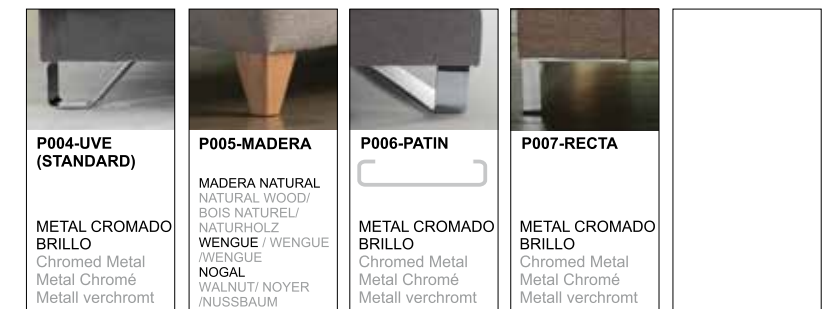 P004-UVE
(STANDARD)
METAL CROMADO
BRILLO
Chromed Metal
Metal Chromé
Metall verchromt
P005-MADERA
MADERA NATURAL
NATURAL WOOD/
BOIS NATUREL/
NATURHOLZ
WENGUE / WENGUE
/WENGUE
NOGAL
WALNUT/ NOYER
/NUSSBAUM
P006-PATIN
METAL CROMADO
BRILLO
Chromed Metal
Metal Chromé
Metall verchromt
P007-RECTA
METAL CROMADO
BRILLO
Chromed Metal
Metal Chromé
Metall verchromt